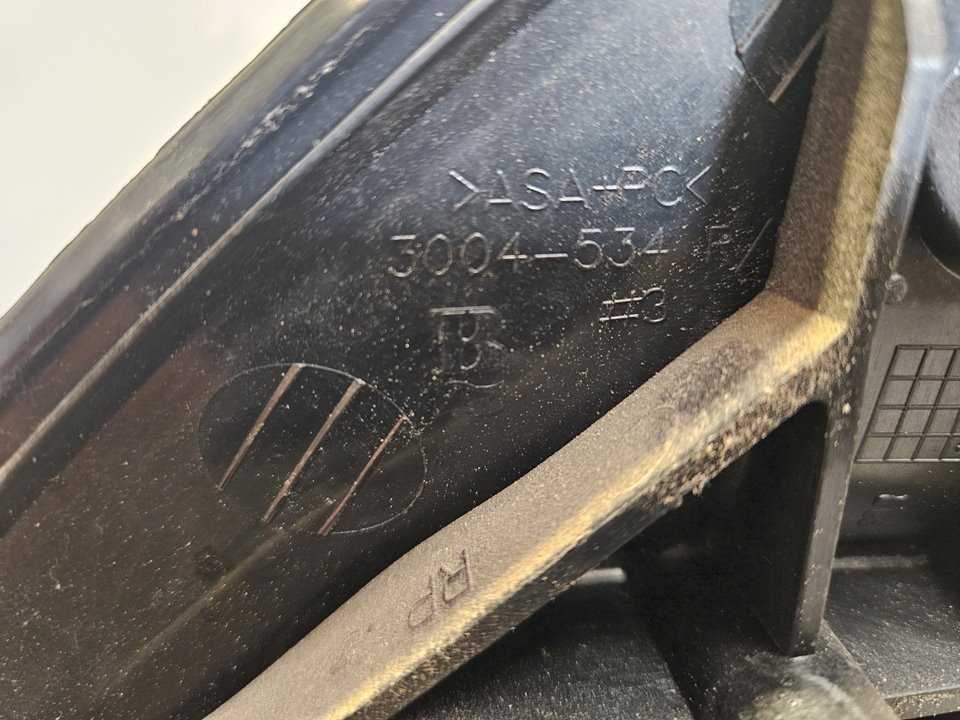 >ASA+PC<
3004-534 P/
#3
RP